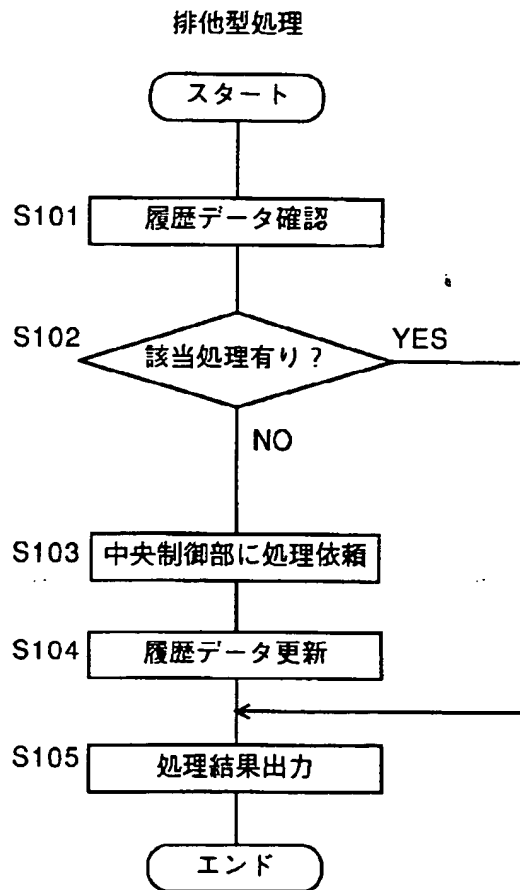 排他型処理
スタート
S101 履歴データ確認
S102 該当処理有り？ YES
NO
S103 中央制御部に処理依頼
S104 履歴データ更新
S105 処理結果出力
エンド